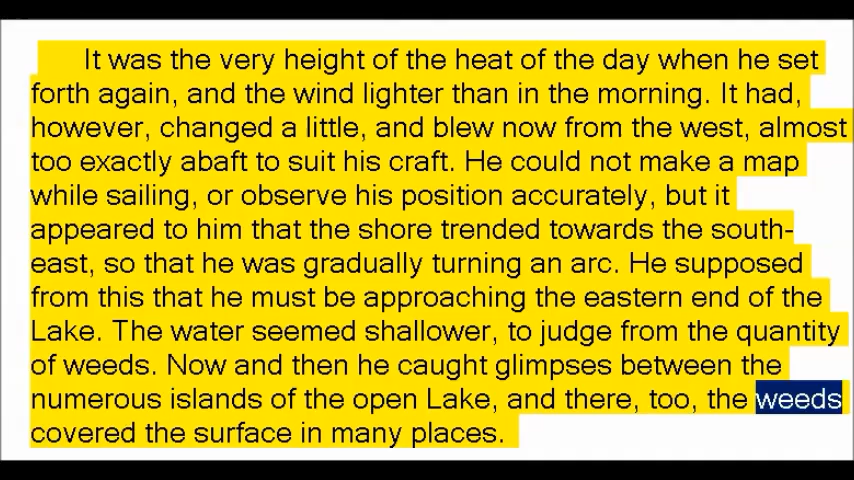 It was the very height of the heat of the day when he set
forth again, and the wind lighter than in the morning. It had,
however, changed a little, and blew now from the west, almost
too exactly abaft to suit his craft. He could not make a map
while sailing, or observe his position accurately, but it
appeared to him that the shore trended towards the south-
east, so that he was gradually turning an arc. He supposed
from this that he must be approaching the eastern end of the
Lake. The water seemed shallower, to judge from the quantity
of weeds. Now and then he caught glimpses between the
numerous islands of the open Lake, and there, too, the weeds
covered the surface in many places.